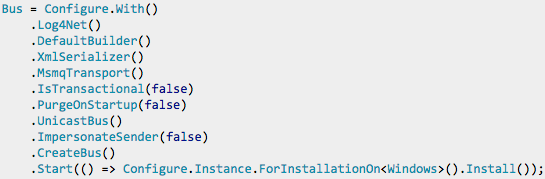 Bus = Configure.With()
.Log4Net()
.DefaultBuilder()
.XmlSerializer()
.MsmqTransport()
.IsTransactional(false)
.PurgeOnStartup(false)
.UnicastBus()
.ImpersonateSender(false)
.CreateBus()
.Start(() => Configure.Instance.ForInstallationOn<Windows>().Install());